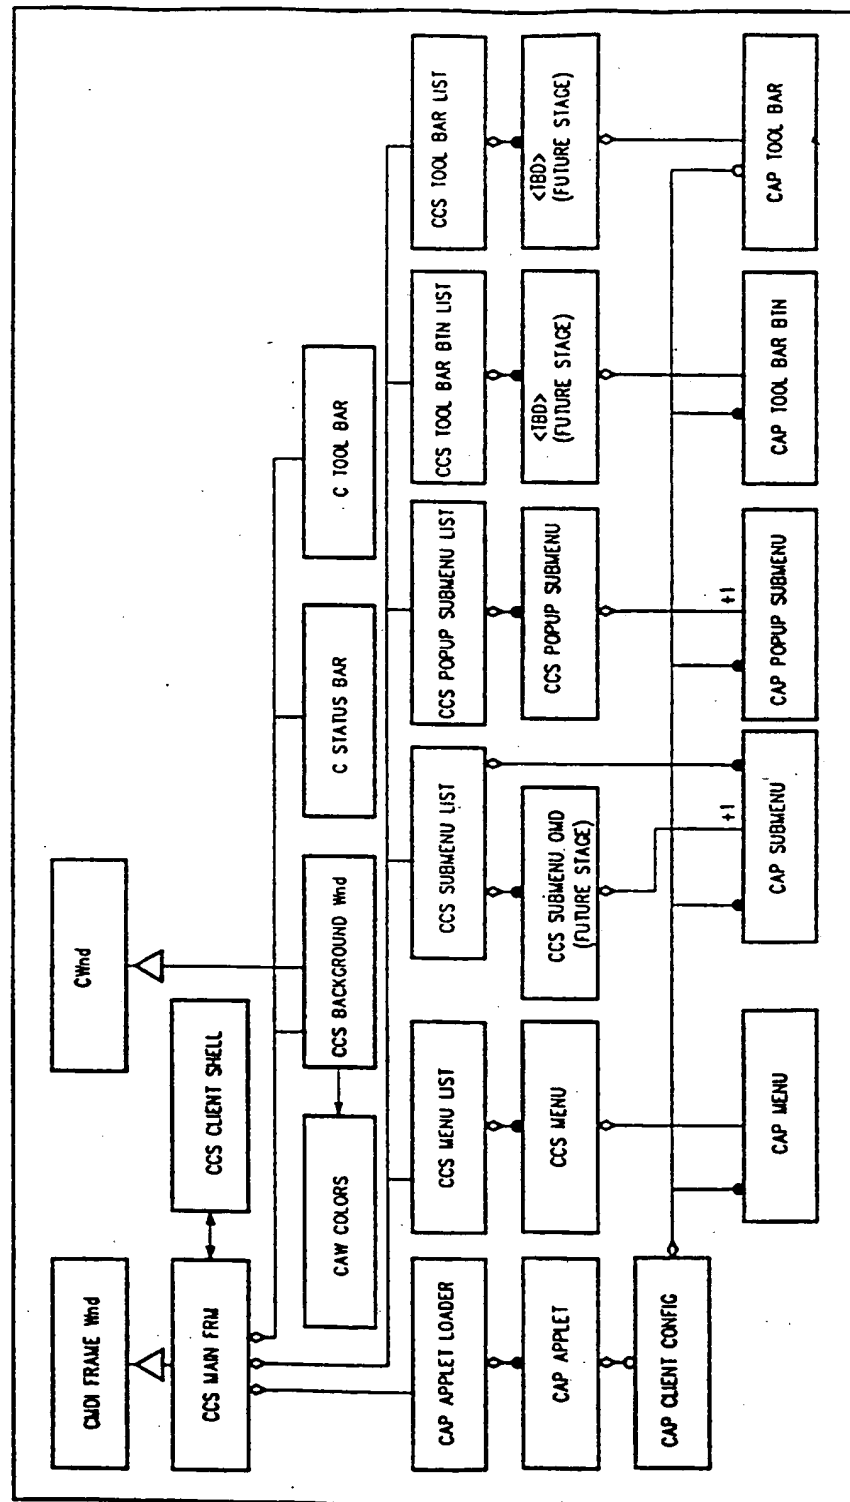 CMDI FRAME Wnd
CWnd
CCS MAIN FRM
CCS CLIENT SHELL
CAW COLORS
CCS BACKGROUND Wnd
C STATUS BAR
C TOOL BAR
CAP APPLET LOADER
CCS MENU LIST
CCS SUBMENU LIST
CCS POPUP SUBMENU LIST
CCS TOOL BAR BTN LIST
CCS TOOL BAR LIST
CAP APPLET
CCS MENU
CCS SUBMENU OMD
(FUTURE STAGE)
CCS POPUP SUBMENU
<TBD>
(FUTURE STAGE)
<TBD>
(FUTURE STAGE)
CAP CLIENT CONFIG
+1
+1
CAP MENU
CAP SUBMENU
CAP POPUP SUBMENU
CAP TOOL BAR BTN
CAP TOOL BAR